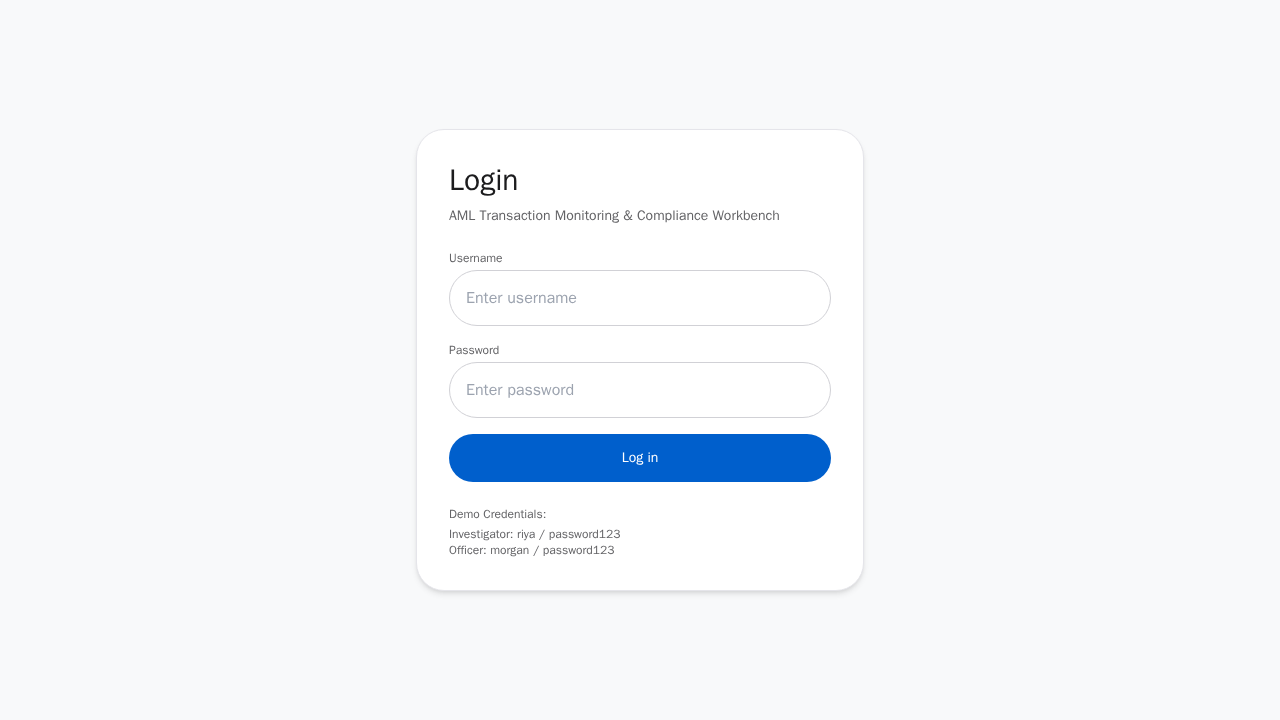 Login
AML Transaction Monitoring & Compliance Workbench
Username
Enter username
Password
Enter password
Log in
Demo Credentials:
Investigator: riya / password123
Officer: morgan / password123